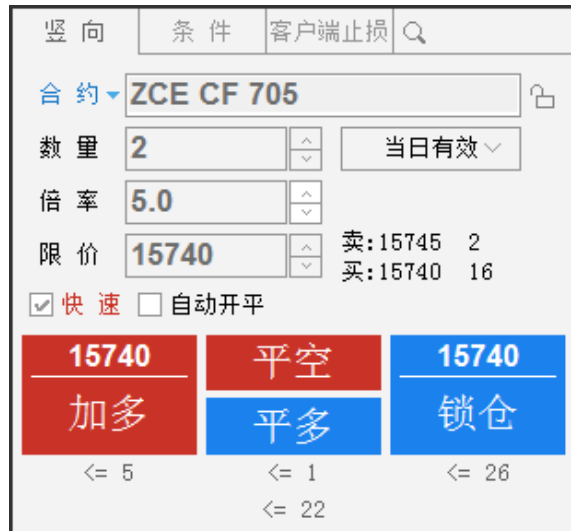 竖向 条件 客户端止损
合约 ZCE CF 705
数量 2 当日有效
倍率 5.0
限价 15740 卖:15745 2
买:15740 16
快速 自动开平
15740 平空 15740
加多 平多 锁仓
<= 5 <= 1 <= 26
<= 22